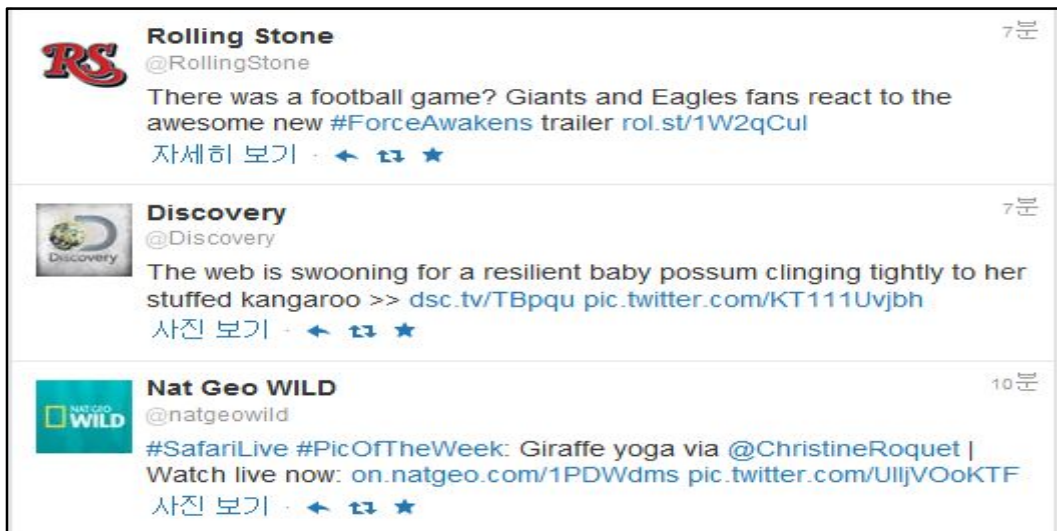 RS
Rolling Stone
7분
@RollingStone
There was a football game? Giants and Eagles fans react to the
awesome new #ForceAwakens trailer rol.st/1W2qCul
자세히 보기 ·
Discovery
Discovery
7분
@Discovery
The web is swooning for a resilient baby possum clinging tightly to her
stuffed kangaroo >> dsc.tv/TBpqu pic.twitter.com/KT111Uvjbh
사진 보기 ·
NAT GEO
WILD
Nat Geo WILD
10분
@natgeowild
#SafariLive #PicOfTheWeek: Giraffe yoga via @ChristineRoquet |
Watch live now: on.natgeo.com/1PDWdms pic.twitter.com/UlljVOoKTF
사진 보기 ·